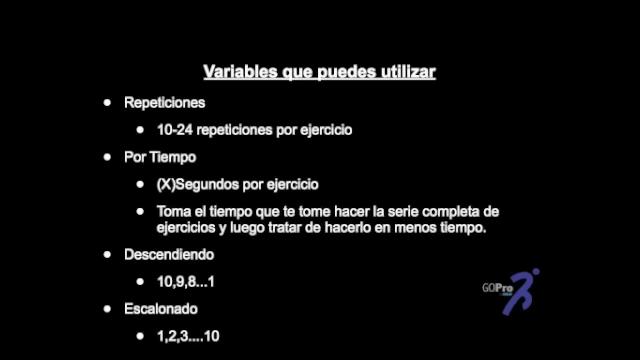 Variables que puedes utilizar
● Repeticiones
● 10-24 repeticiones por ejercicio
● Por Tiempo
● (X)Segundos por ejercicio
● Toma el tiempo que te tome hacer la serie completa de
ejercicios y luego tratar de hacerlo en menos tiempo.
● Descendiendo
● 10,9,8...1
● Escalonado
● 1,2,3....10
GOPro